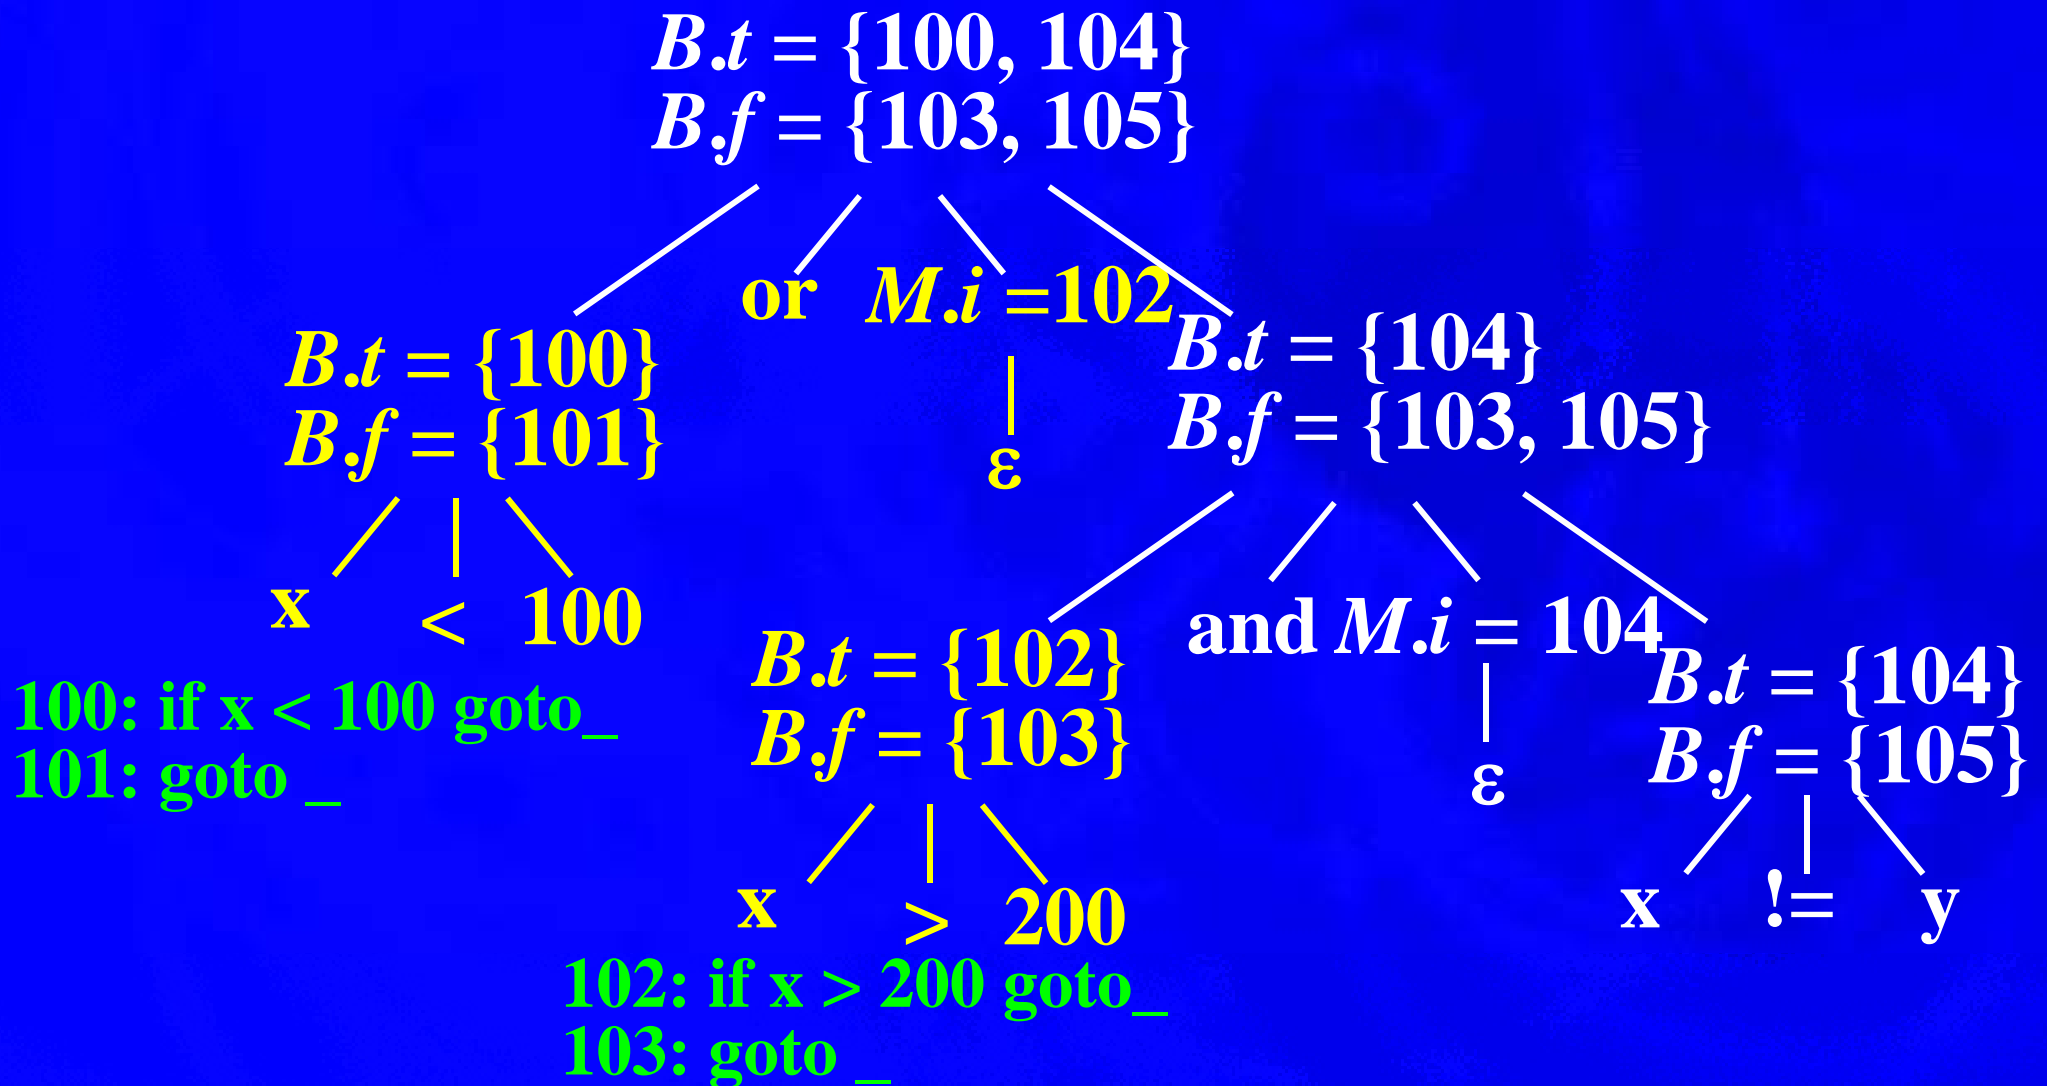 B.t = {100, 104}
B.f = {103, 105}
or M.i =102
B.t = {100}
B.f = {101}
B.t = {104}
B.f = {103, 105}
ε
x < 100
100: if x < 100 goto_
101: goto _
B.t = {102}
B.f = {103}
and M.i = 104
B.t = {104}
B.f = {105}
ε
x > 200
x != y
102: if x > 200 goto_
103: goto _